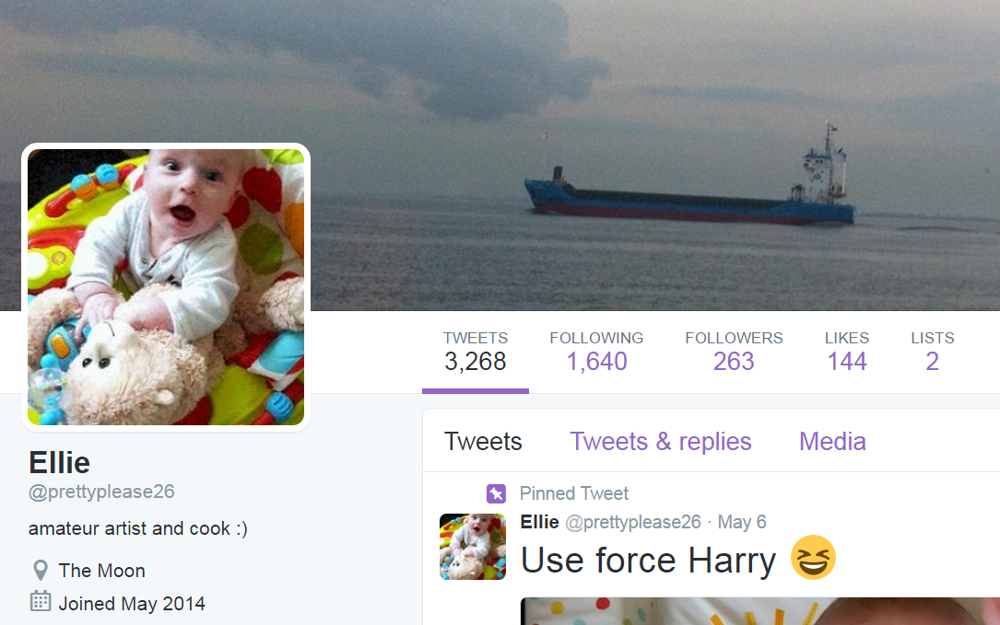 TWEETS FOLLOWING FOLLOWERS LIKES LISTS
3,268 1,640 263 144 2
Ellie
@prettyplease26
amateur artist and cook :)
The Moon
Joined May 2014
Tweets Tweets & replies Media
Pinned Tweet
Ellie @prettyplease26 · May 6
Use force Harry 😆